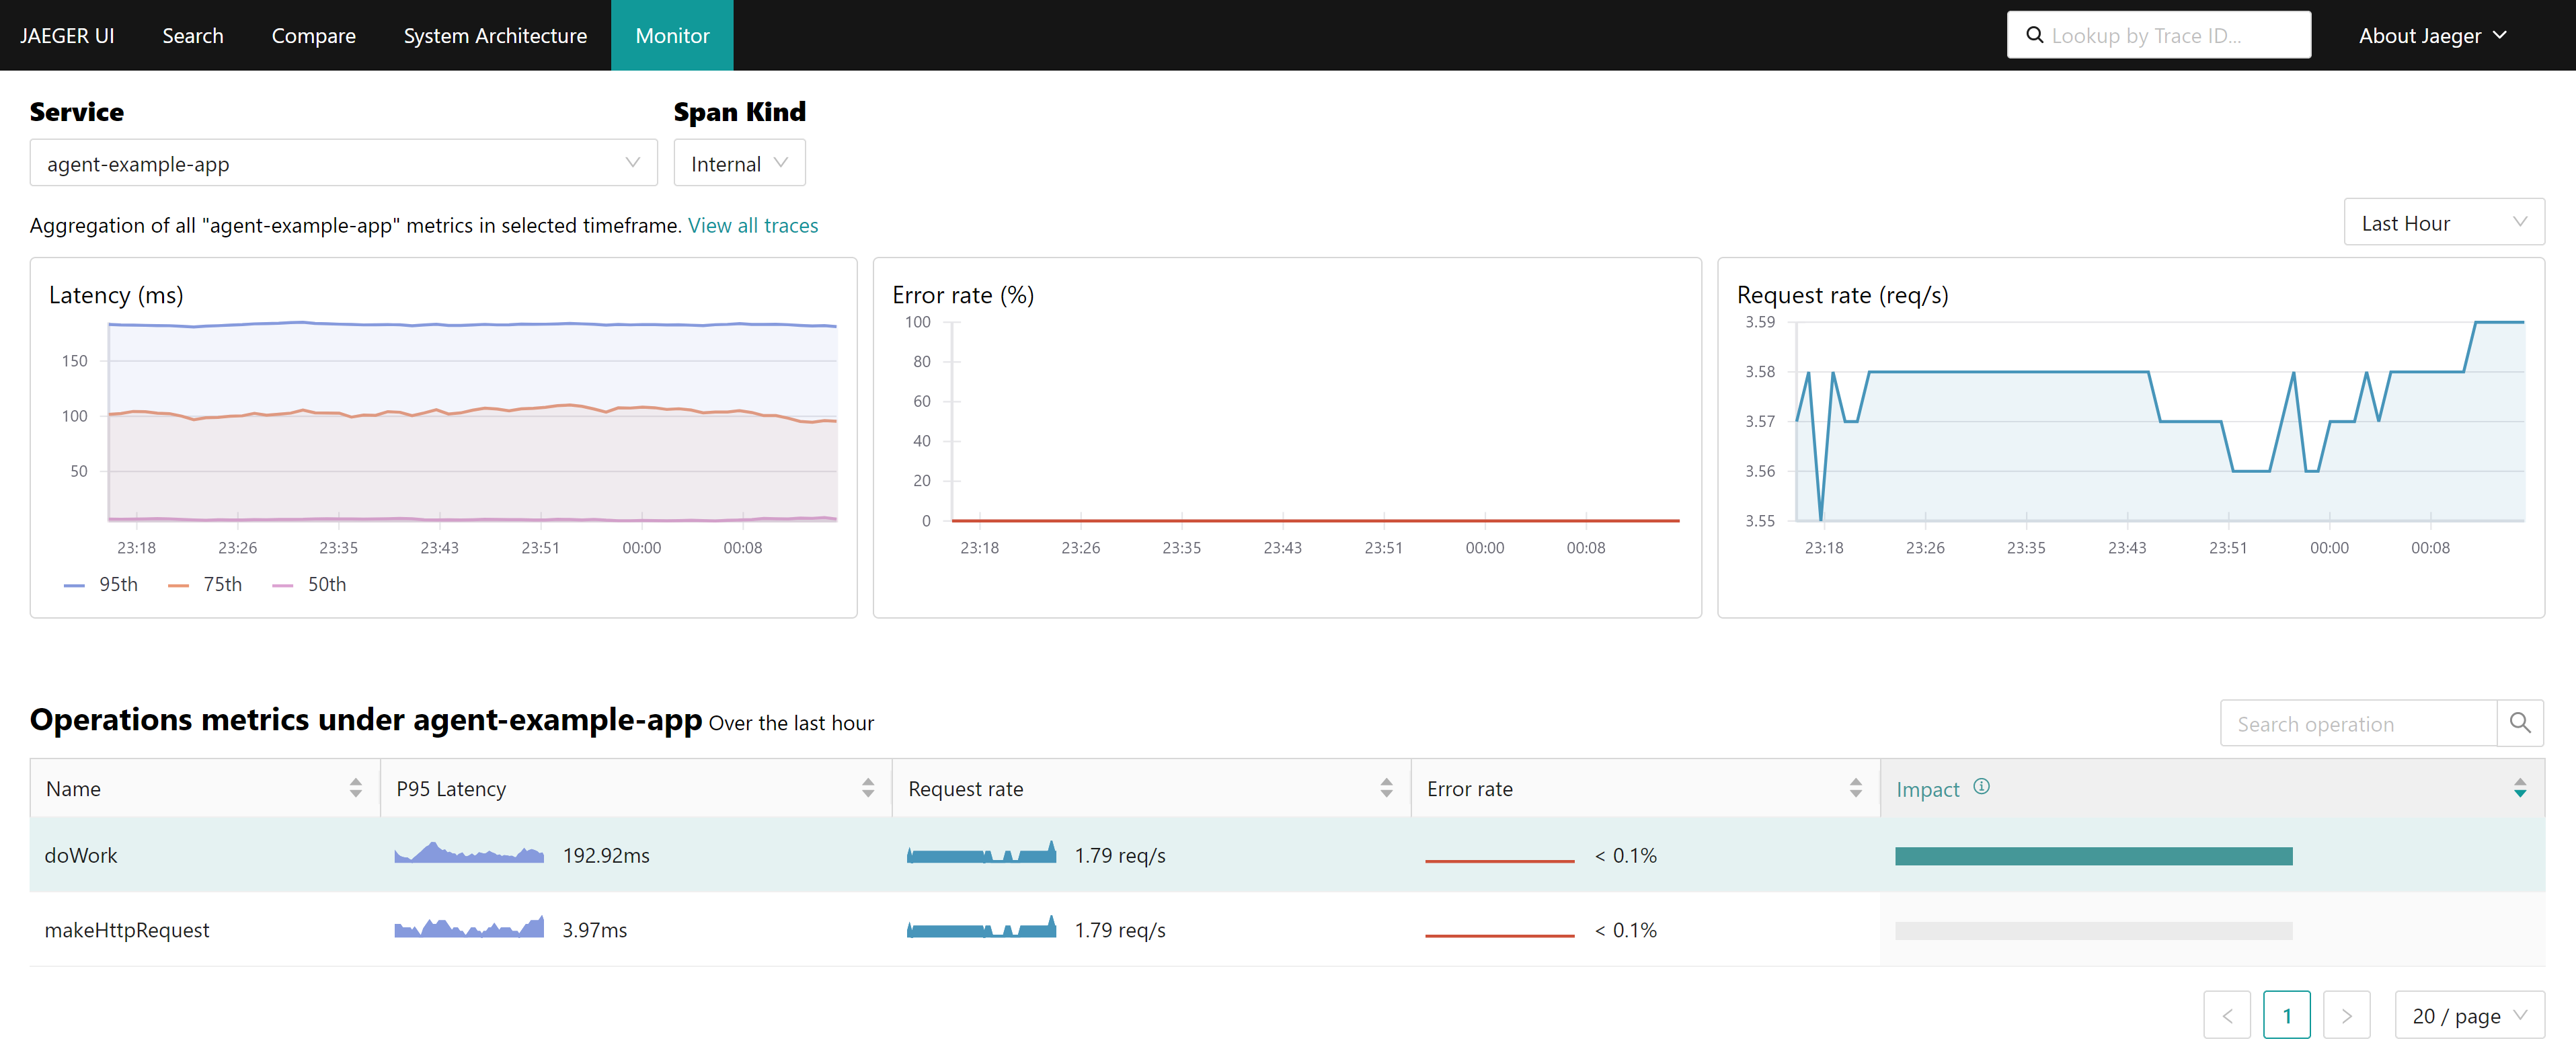 JAEGER UI Search Compare System Architecture Monitor Lookup by Trace ID... About Jaeger
Service Span Kind
agent-example-app Internal
Aggregation of all "agent-example-app" metrics in selected timeframe. View all traces Last Hour
Latency (ms)
150
100
50
23:18 23:26 23:35 23:43 23:51 00:00 00:08
95th 75th 50th
Error rate (%)
100
80
60
40
20
0
23:18 23:26 23:35 23:43 23:51 00:00 00:08
Request rate (req/s)
3.59
3.58
3.57
3.56
3.55
23:18 23:26 23:35 23:43 23:51 00:00 00:08
Operations metrics under agent-example-app Over the last hour Search operation
Name P95 Latency Request rate Error rate Impact
doWork 192.92ms 1.79 req/s < 0.1%
makeHttpRequest 3.97ms 1.79 req/s < 0.1%
< 1 > 20 / page